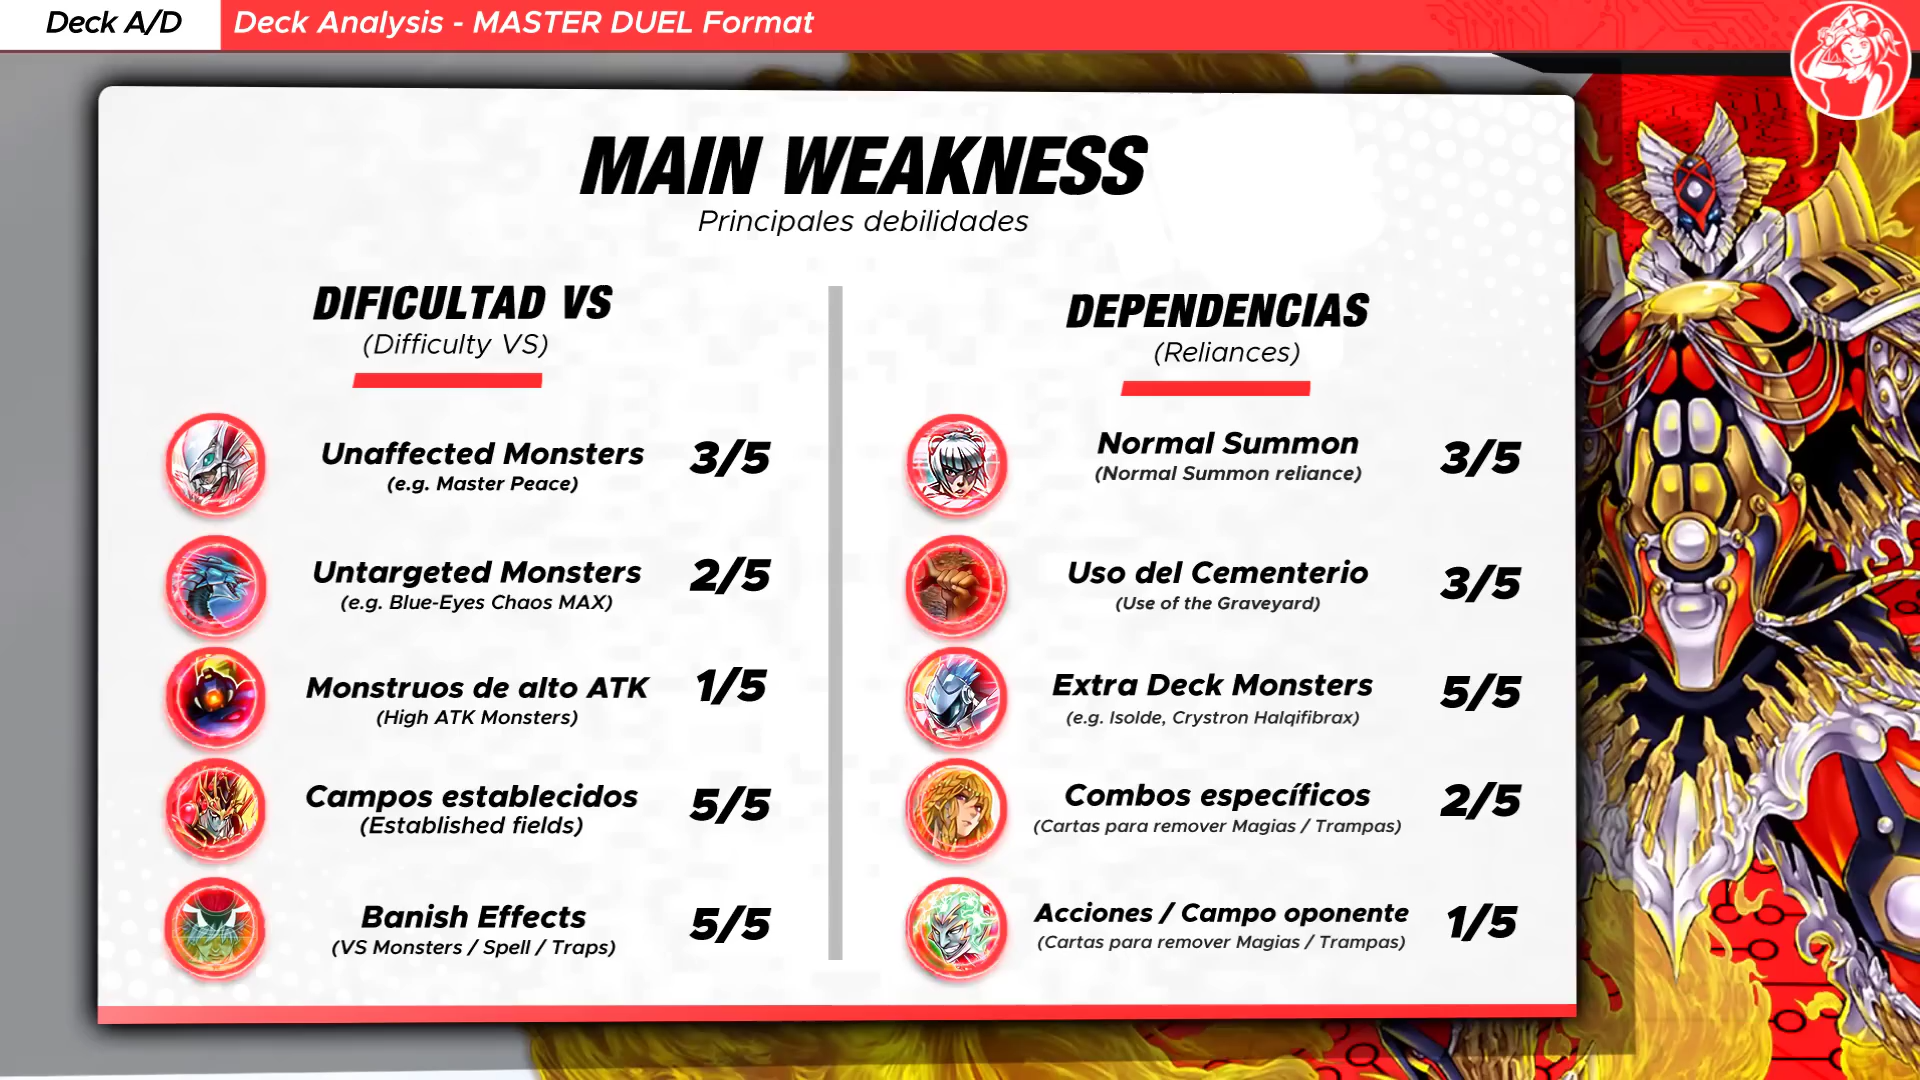 Deck A/D
Deck Analysis - MASTER DUEL Format
MAIN WEAKNESS
Principales debilidades
DIFICULTAD VS
(Difficulty VS)
Unaffected Monsters 3/5
(e.g. Master Peace)
Untargeted Monsters 2/5
(e.g. Blue-Eyes Chaos MAX)
Monstruos de alto ATK 1/5
(High ATK Monsters)
Campos establecidos 5/5
(Established fields)
Banish Effects 5/5
(VS Monsters / Spell / Traps)
DEPENDENCIAS
(Reliances)
Normal Summon 3/5
(Normal Summon reliance)
Uso del Cementerio 3/5
(Use of the Graveyard)
Extra Deck Monsters 5/5
(e.g. Isolde, Crystron Halqifibrax)
Combos específicos 2/5
(Cartas para remover Magias / Trampas)
Acciones / Campo oponente 1/5
(Cartas para remover Magias / Trampas)